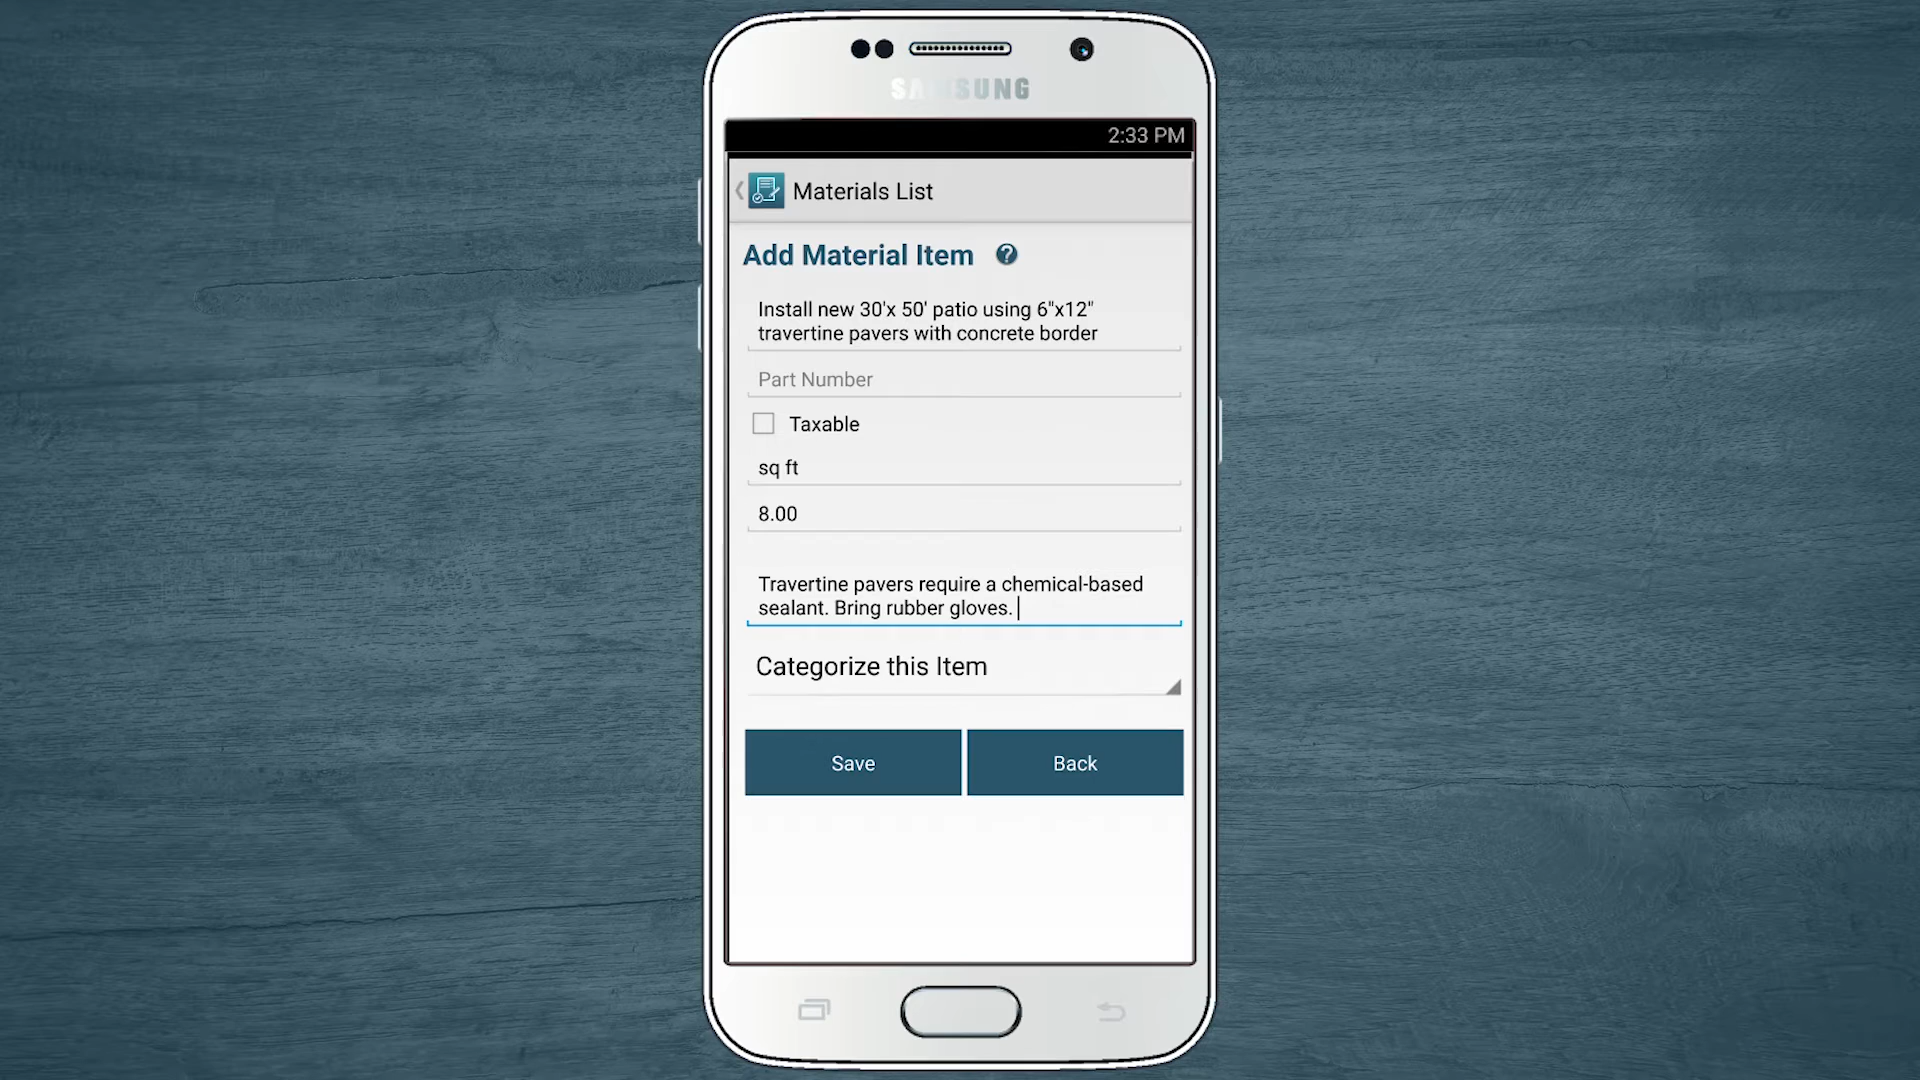 SAMSUNG
2:33 PM
Materials List
Add Material Item ?
Install new 30'x 50' patio using 6"x12"
travertine pavers with concrete border
Part Number
Taxable
sq ft
8.00
Travertine pavers require a chemical-based
sealant. Bring rubber gloves.
Categorize this Item
Save
Back